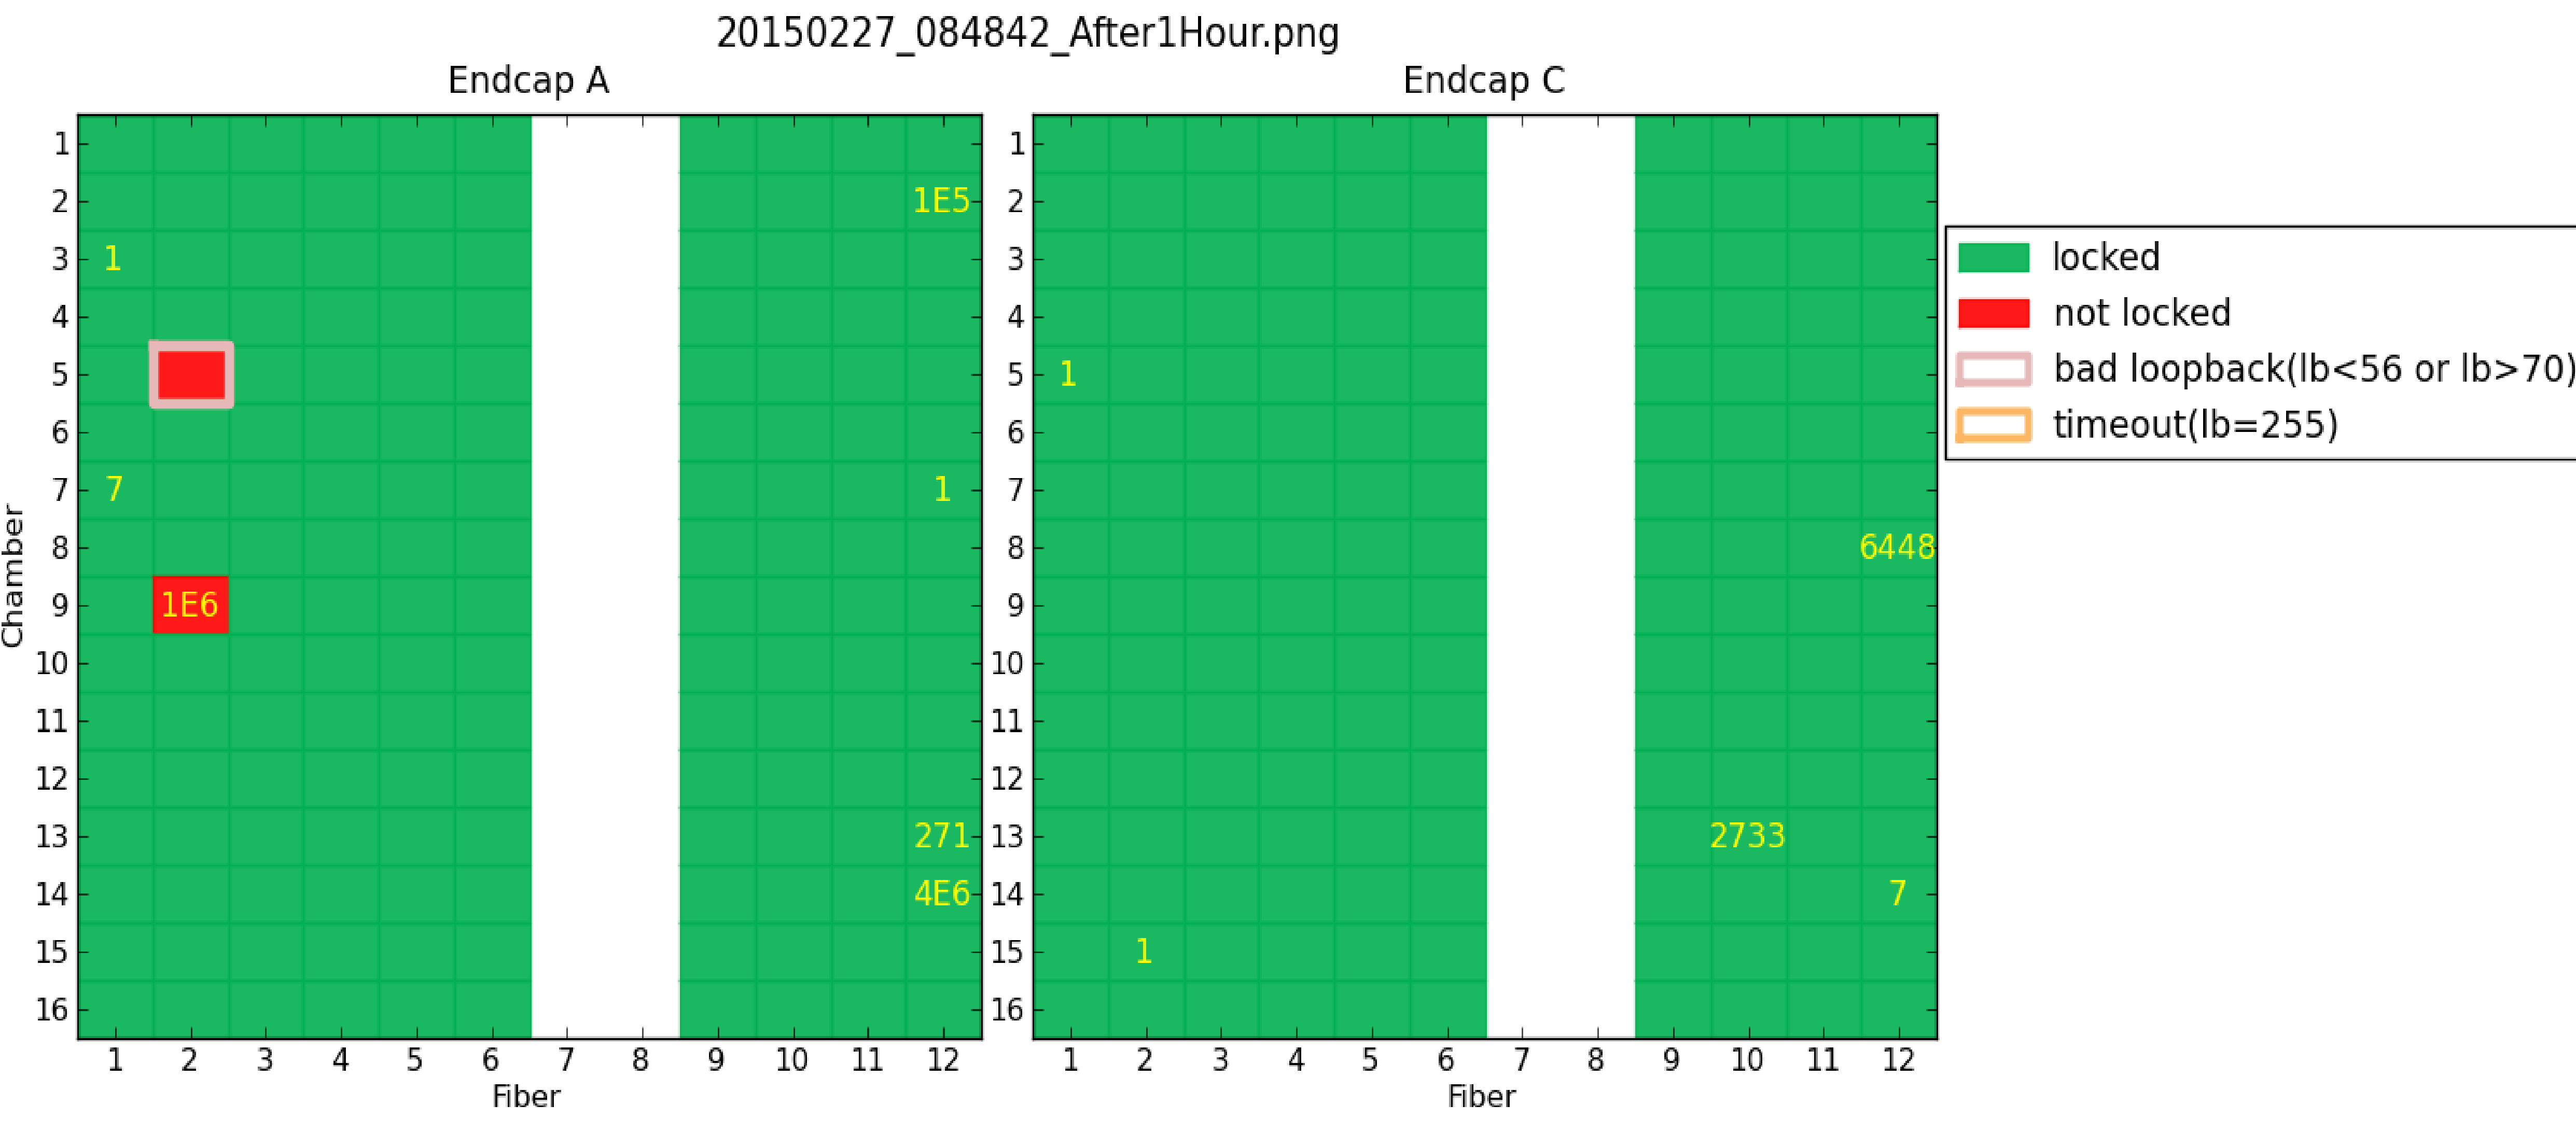 20150227_084842_After1Hour.png
Endcap A
Endcap C
1
2
3
4
5
6
7
8
9
10
11
12
13
14
15
16
Chamber
1E5
1
7
1
1E6
271
4E6
1 2 3 4 5 6 7 8 9 10 11 12
Fiber
1
2
3
4
5
6
7
8
9
10
11
12
13
14
15
16
1
6448
2733
7
1
1 2 3 4 5 6 7 8 9 10 11 12
Fiber
locked
not locked
bad loopback(lb<56 or lb>70)
timeout(lb=255)